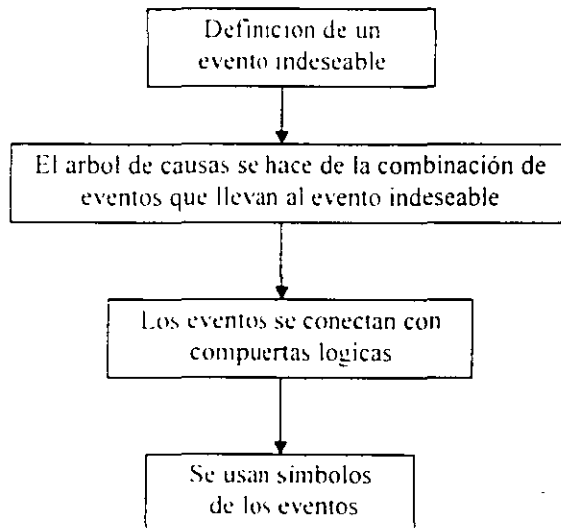 Definicion de un
evento indeseable
El arbol de causas se hace de la combinación de
eventos que llevan al evento indeseable
Los eventos se conectan con
compuertas logicas
Se usan simbolos
de los eventos